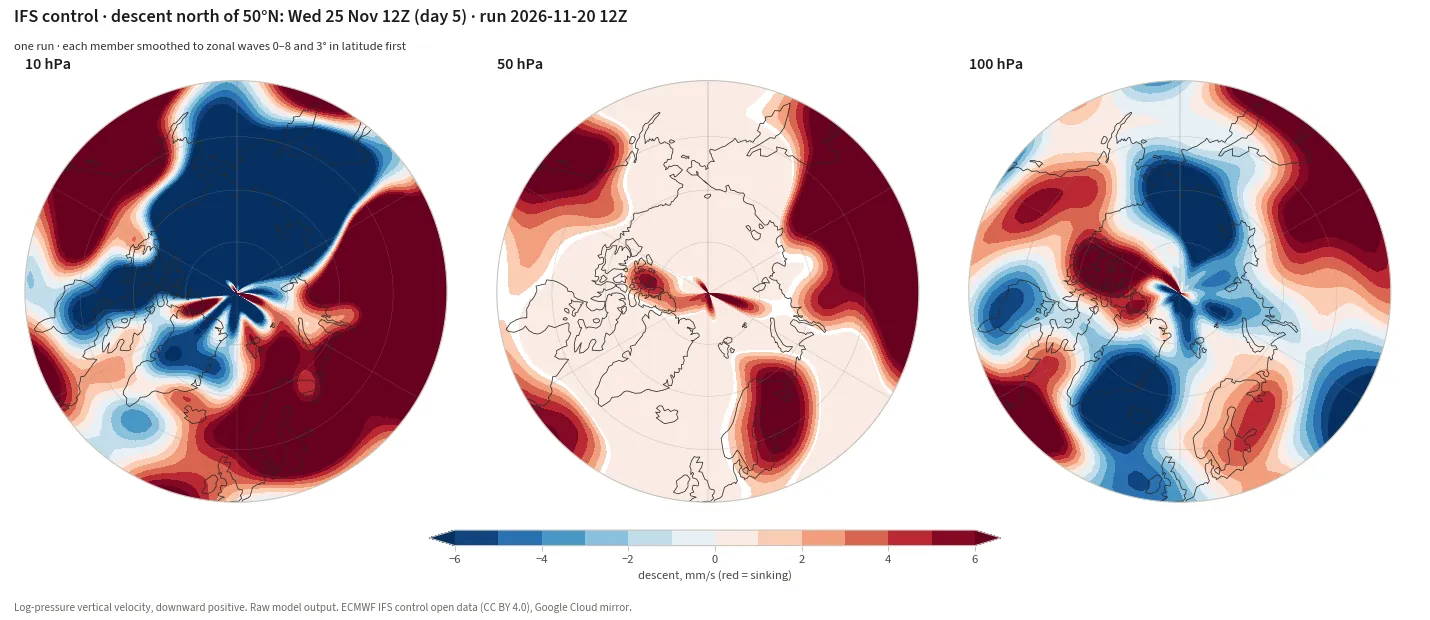 IFS control · descent north of 50°N: Wed 25 Nov 12Z (day 5) · run 2026-11-20 12Z
one run · each member smoothed to zonal waves 0–8 and 3° in latitude first
10 hPa
50 hPa
100 hPa
−6 −4 −2 0 2 4 6
descent, mm/s (red = sinking)
Log-pressure vertical velocity, downward positive. Raw model output. ECMWF IFS control open data (CC BY 4.0), Google Cloud mirror.